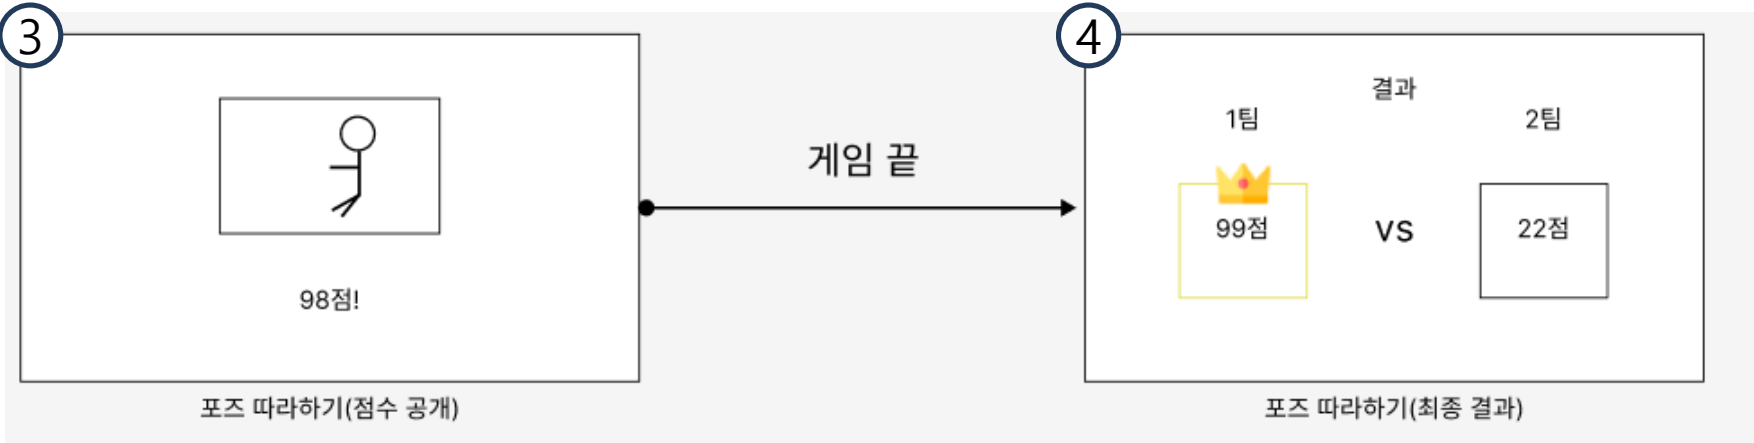 ③
98점!
포즈 따라하기(점수 공개)
게임 끝
④
결과
1팀
2팀
99점
vs
22점
포즈 따라하기(최종 결과)